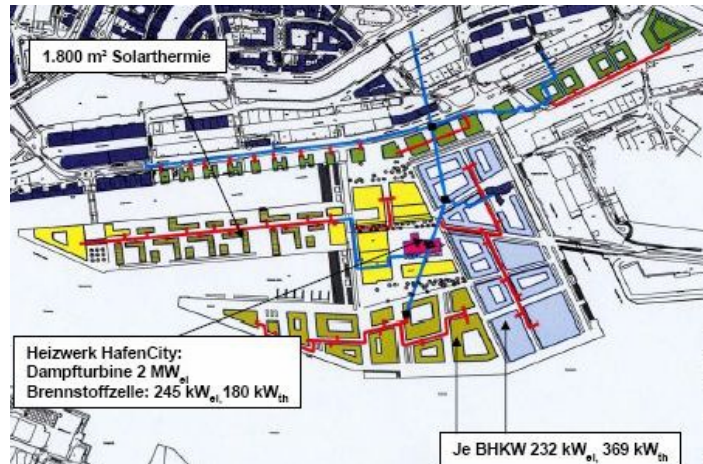 1.800 m² Solarthermie
Heizwerk HafenCity:
Dampfturbine 2 MWel
Brennstoffzelle: 245 kWel, 180 kWth
Je BHKW 232 kWel, 369 kWth